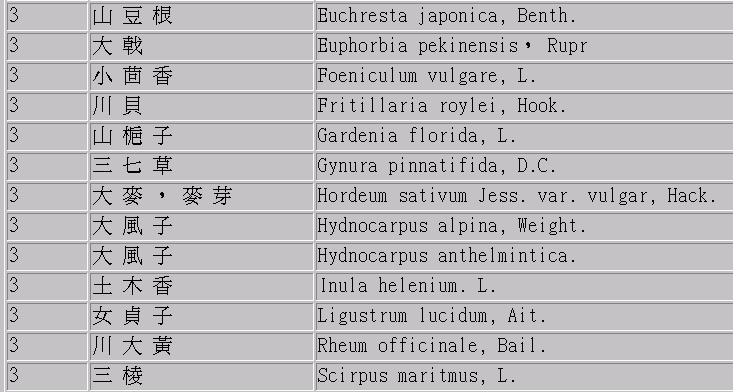 3 山豆根 Euchresta japonica, Benth.
3 大戟 Euphorbia pekinensis, Rupr
3 小茴香 Foeniculum vulgare, L.
3 川貝 Fritillaria roylei, Hook.
3 山梔子 Gardenia florida, L.
3 三七草 Gynura pinnatifida, D.C.
3 大麥，麥芽 Hordeum sativum Jess. var. vulgar, Hack.
3 大風子 Hydnocarpus alpina, Weight.
3 大風子 Hydnocarpus anthelmintica.
3 土木香 Inula helenium. L.
3 女貞子 Ligustrum lucidum, Ait.
3 川大黃 Rheum officinale, Bail.
3 三棱 Scirpus maritmus, L.